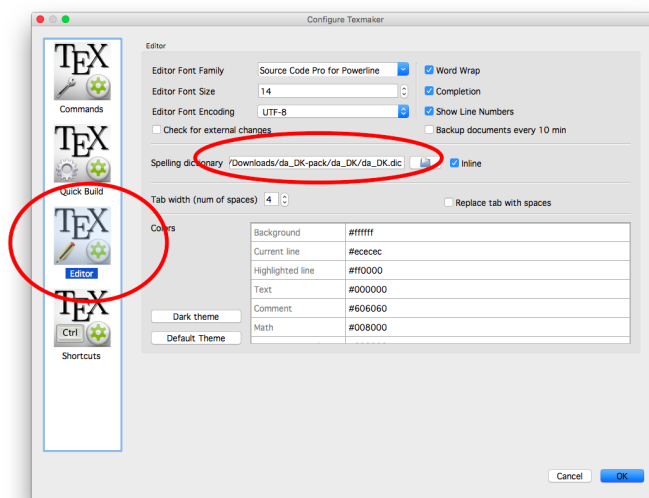 Configure Texmaker
TEX
Commands
TEX
Quick Build
TEX
Editor
TEX
Ctrl
Shortcuts
Editor
Editor Font Family Source Code Pro for Powerline Word Wrap
Editor Font Size 14 Completion
Editor Font Encoding UTF-8 Show Line Numbers
Check for external changes Backup documents every 10 min
Spelling dictionary /Downloads/da_DK-pack/da_DK/da_DK.dic Inline
Tab width (num of spaces) 4 Replace tab with spaces
Colors
Background #ffffff
Current line #ececec
Highlighted line #ff0000
Text #000000
Comment #606060
Math #008000
Dark theme
Default Theme
Cancel OK